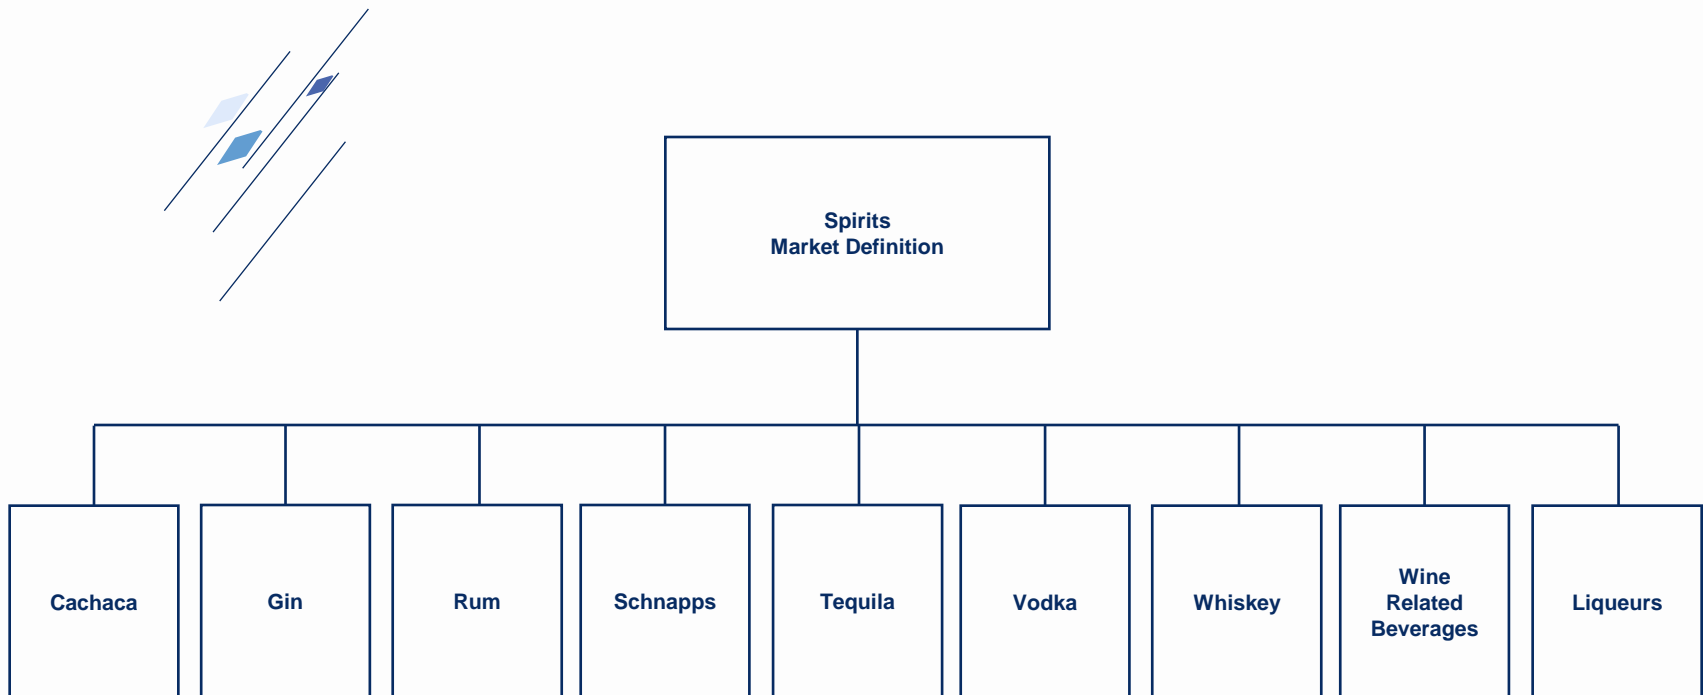 Spirits
Market Definition
Cachaca
Gin
Rum
Schnapps
Tequila
Vodka
Whiskey
Wine
Related
Beverages
Liqueurs